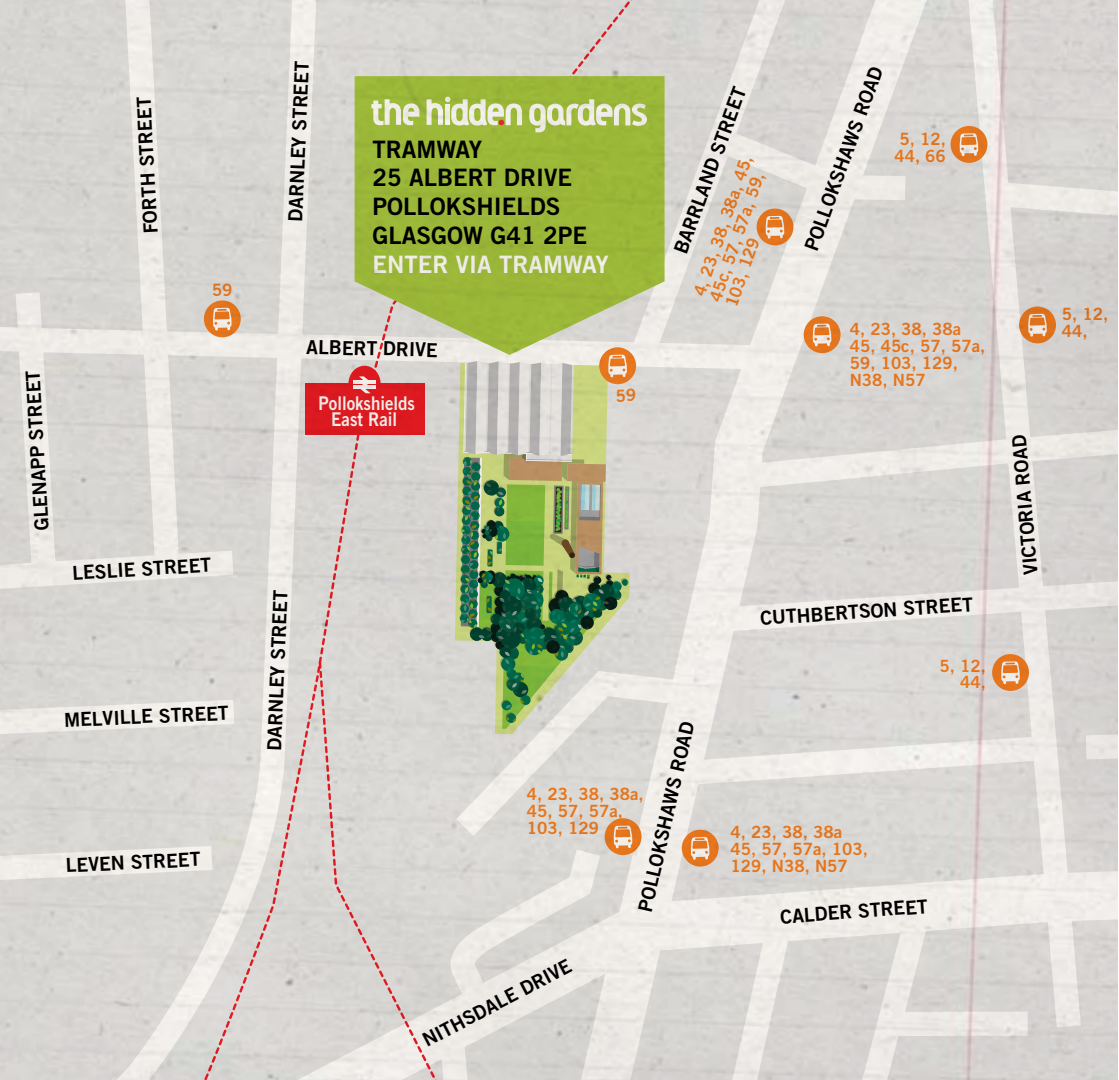 the hidden gardens
TRAMWAY
25 ALBERT DRIVE
POLLOKSHIELDS
GLASGOW G41 2PE
ENTER VIA TRAMWAY
FORTH STREET
DARNLEY STREET
BARRLAND STREET
POLLOKSHAWS ROAD
5, 12,
44, 66
4, 23, 38, 38a, 45,
45c, 57, 57a, 59,
103, 129
59
ALBERT DRIVE
Pollokshields
East Rail
59
4, 23, 38, 38a
45, 45c, 57, 57a,
59, 103, 129,
N38, N57
5, 12,
44,
GLENAPP STREET
VICTORIA ROAD
LESLIE STREET
CUTHBERTSON STREET
DARNLEY STREET
5, 12,
44,
MELVILLE STREET
POLLOKSHAWS ROAD
4, 23, 38, 38a,
45, 57, 57a,
103, 129
4, 23, 38, 38a
45, 57, 57a, 103,
129, N38, N57
LEVEN STREET
CALDER STREET
NITHSDALE DRIVE